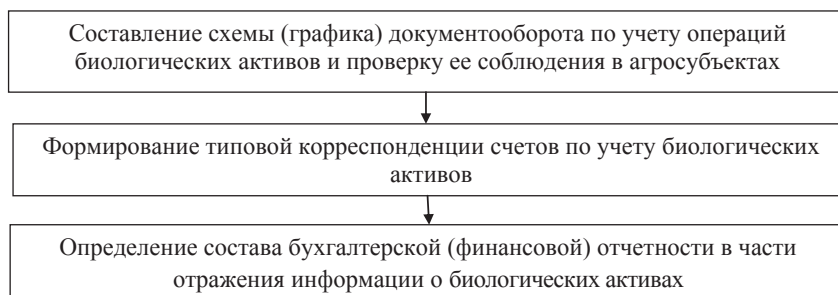 Составление схемы (графика) документооборота по учету операций
биологических активов и проверку ее соблюдения в агросубъектах
Формирование типовой корреспонденции счетов по учету биологических
активов
Определение состава бухгалтерской (финансовой) отчетности в части
отражения информации о биологических активах